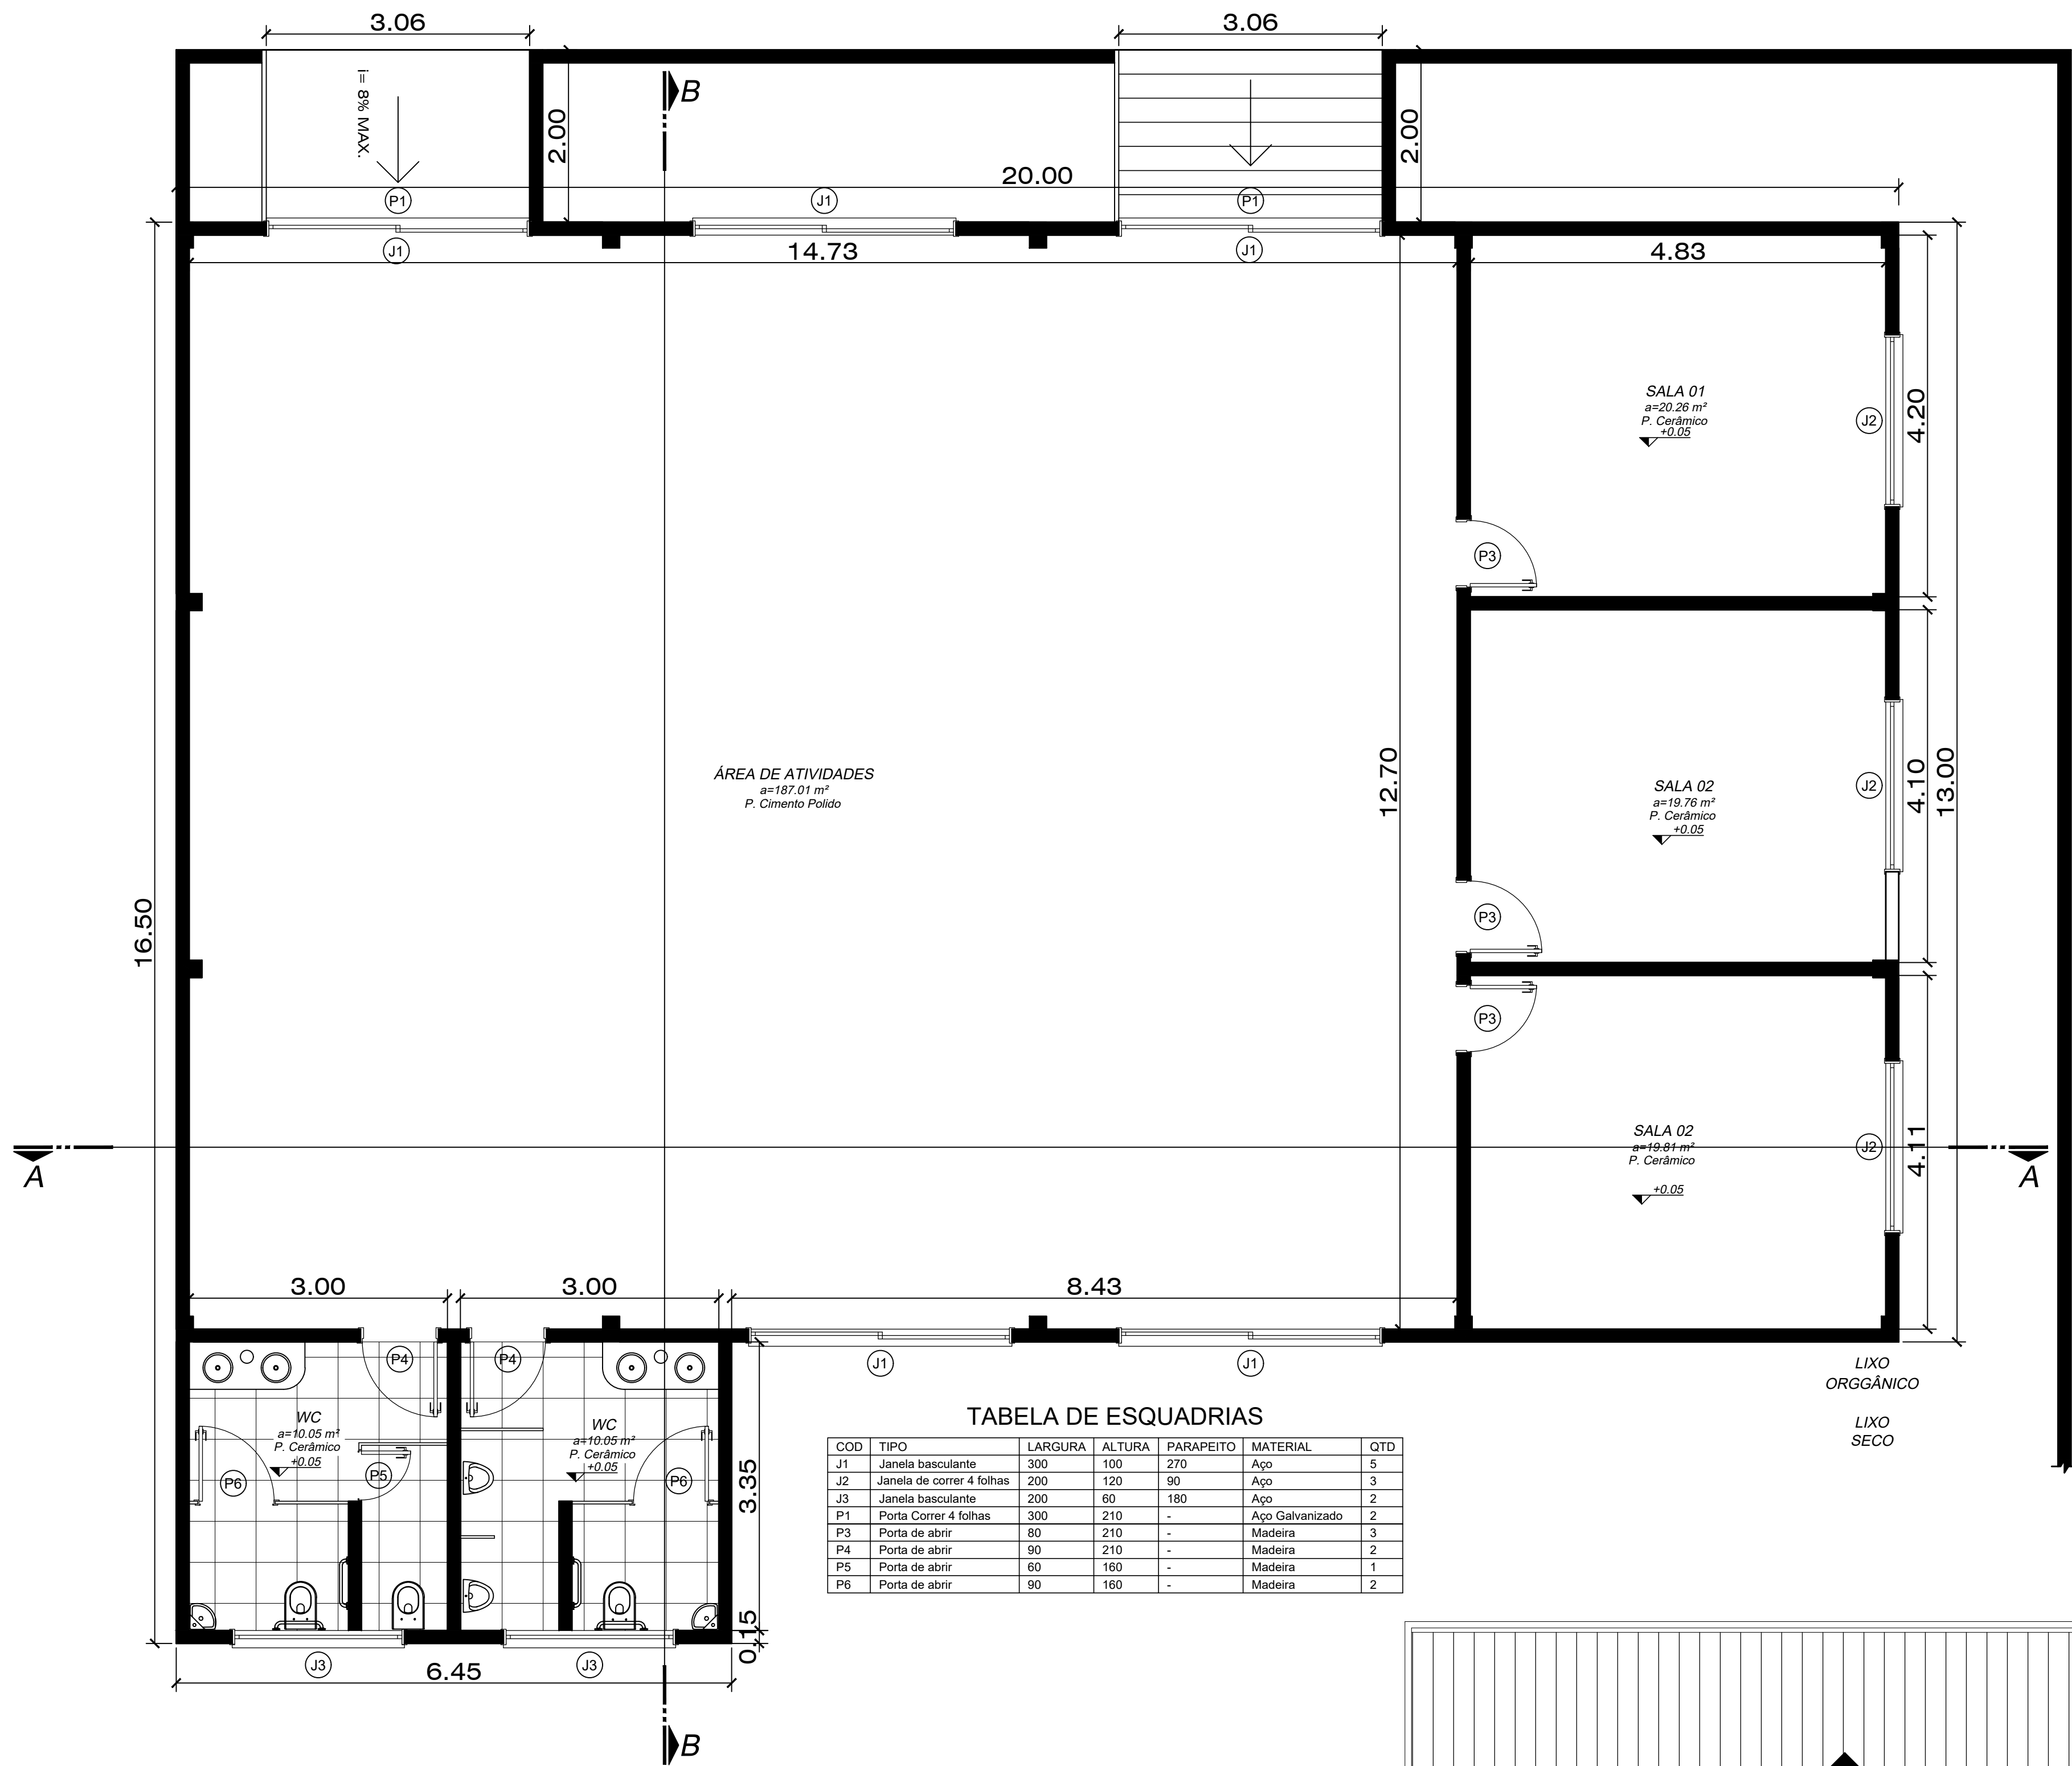 3.06
3.06
i= 8% MAX.
B
2.00
2.00
20.00
P1
J1
P1
J1
14.73
J1
4.83
SALA 01
a=20.26 m²
P. Cerâmico
+0.05
J2
4.20
P3
ÁREA DE ATIVIDADES
a=187.01 m²
P. Cimento Polido
12.70
SALA 02
a=19.76 m²
P. Cerâmico
+0.05
J2
4.10
13.00
16.50
P3
P3
SALA 02
a=19.81 m²
P. Cerâmico
+0.05
J2
4.11
A
A
3.00
3.00
8.43
P4
P4
J1
J1
LIXO
ORGGÂNICO
LIXO
SECO
WC
a=10.05 m²
P. Cerâmico
+0.05
P6
P5
WC
a=10.05 m²
P. Cerâmico
+0.05
P6
3.35
0.15
TABELA DE ESQUADRIAS
COD TIPO LARGURA ALTURA PARAPEITO MATERIAL QTD
J1 Janela basculante 300 100 270 Aço 5
J2 Janela de correr 4 folhas 200 120 90 Aço 3
J3 Janela basculante 200 60 180 Aço 2
P1 Porta Correr 4 folhas 300 210 - Aço Galvanizado 2
P3 Porta de abrir 80 210 - Madeira 3
P4 Porta de abrir 90 210 - Madeira 2
P5 Porta de abrir 60 160 - Madeira 1
P6 Porta de abrir 90 160 - Madeira 2
J3
J3
6.45
B